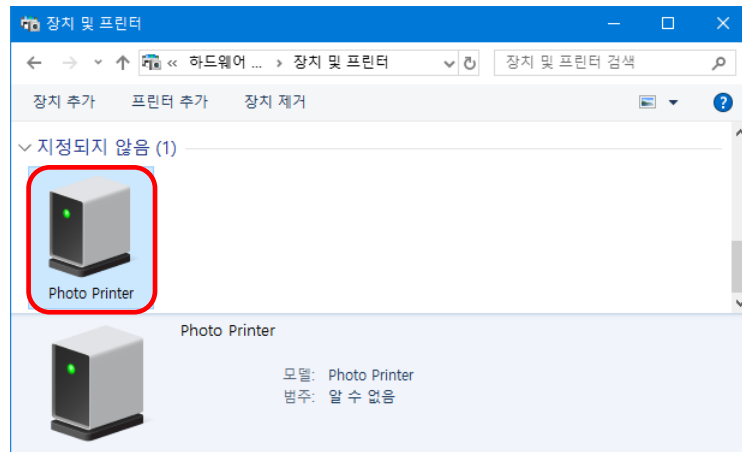 장치 및 프린터
« 하드웨어 ... › 장치 및 프린터
장치 및 프린터 검색
장치 추가 프린터 추가 장치 제거
지정되지 않음 (1)
Photo Printer
Photo Printer
모델: Photo Printer
범주: 알 수 없음